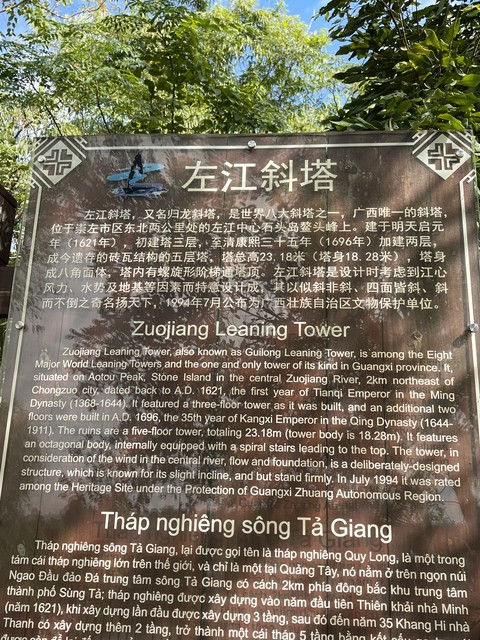 左江斜塔
左江斜塔，又名归龙斜塔，是世界八大斜塔之一，广西唯一的斜塔，
位于崇左市区东北两公里处的左江中心石头岛鳌头峰上。建于明天启元
年（1621年），初建塔三层，至清康熙三十五年（1696年）加建两层，
成今遗存的砖瓦结构的五层塔，塔总高23.18米（塔身18.28米），塔身
成八角面体，塔内有螺旋形阶梯通塔顶。左江斜塔是设计时考虑到江心
风力、水势及地基等因素而特意设计成，其以似斜非斜、四面皆斜、斜
而不倒之奇名扬天下，1994年7月公布为广西壮族自治区文物保护单位。
Zuojiang Leaning Tower
Zuojiang Leaning Tower, also known as Guilong Leaning Tower, is among the Eight
Major World Leaning Towers and the one and only tower of its kind in Guangxi province. It,
situated on Aotou Peak, Stone Island in the central Zuojiang River, 2km northeast of
Chongzuo city, dated back to A.D. 1621, the first year of Tianqi Emperor in the Ming
Dynasty (1368-1644). It featured a three-floor tower as it was built, and an additional two
floors were built in A.D. 1696, the 35th year of Kangxi Emperor in the Qing Dynasty (1644-
1911). The ruins are a five-floor tower, totaling 23.18m (tower body is 18.28m). It features
an octagonal body, internally equipped with a spiral stairs leading to the top. The tower, in
consideration of the wind in the central river, flow and foundation, is a deliberately-designed
structure, which is known for its slight incline, and but stand firmly. In July 1994 it was rated
among the Heritage Site under the Protection of Guangxi Zhuang Autonomous Region.
Tháp nghiêng sông Tả Giang
Tháp nghiêng sông Tả Giang, lại được gọi tên là tháp nghiêng Quy Long, là một trong
tám cái tháp nghiêng lớn trên thế giới, và chỉ là một tại Quảng Tây, nó nằm ở trên ngọn núi
Ngao Đầu đảo Đá trung tâm sông Tả Giang có cách 2km phía đông bắc khu trung tâm
thành phố Sùng Tả; tháp nghiêng được xây dựng vào năm đầu tiên Thiên khải nhà Minh
(năm 1621), khi xây dựng lần đầu được xây dựng 3 tầng, sau đó đến năm 35 Khang Hi nhà
Thanh có xây dựng thêm 2 tầng, trở thành một cái tháp 5 tầng bằng kết